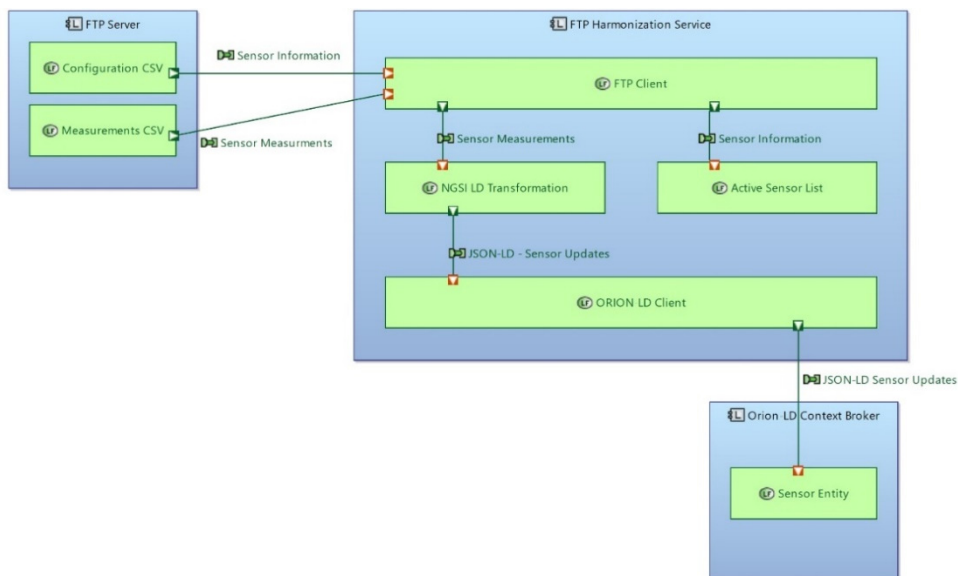 FTP Server
Configuration CSV
Measurements CSV
Sensor Information
Sensor Measurments
FTP Harmonization Service
FTP Client
Sensor Measurements
Sensor Information
NGSI LD Transformation
Active Sensor List
JSON-LD - Sensor Updates
ORION LD Client
JSON-LD Sensor Updates
Orion-LD Context Broker
Sensor Entity